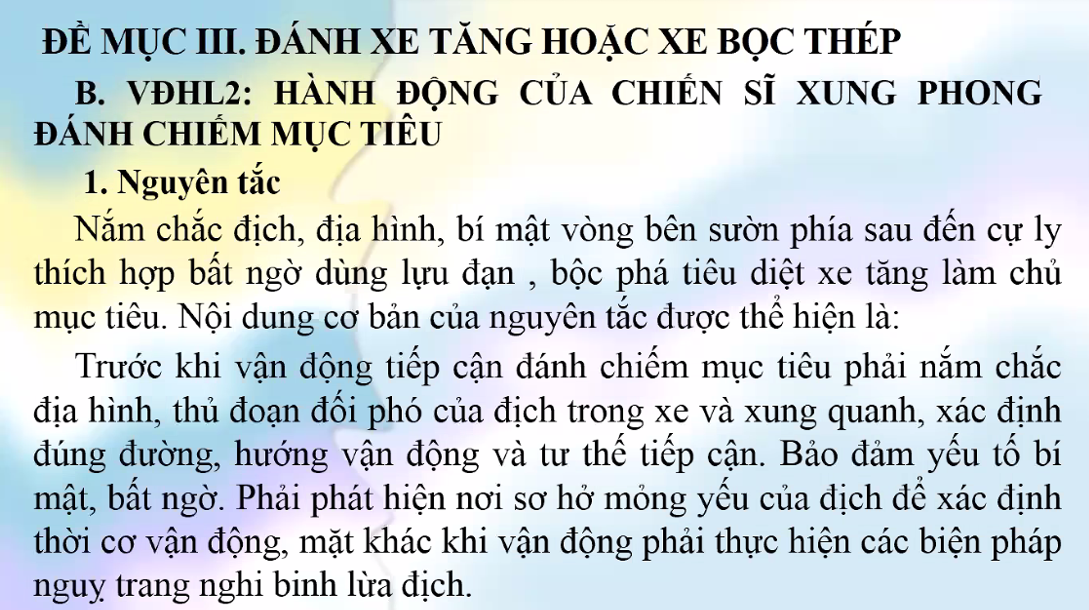 ĐỀ MỤC III. ĐÁNH XE TĂNG HOẶC XE BỌC THÉP
B. VĐHL2: HÀNH ĐỘNG CỦA CHIẾN SĨ XUNG PHONG
ĐÁNH CHIẾM MỤC TIÊU
1. Nguyên tắc
Nắm chắc địch, địa hình, bí mật vòng bên sườn phía sau đến cự ly
thích hợp bất ngờ dùng lựu đạn , bộc phá tiêu diệt xe tăng làm chủ
mục tiêu. Nội dung cơ bản của nguyên tắc được thể hiện là:
Trước khi vận động tiếp cận đánh chiếm mục tiêu phải nắm chắc
địa hình, thủ đoạn đối phó của địch trong xe và xung quanh, xác định
đúng đường, hướng vận động và tư thế tiếp cận. Bảo đảm yếu tố bí
mật, bất ngờ. Phải phát hiện nơi sơ hở mỏng yếu của địch để xác định
thời cơ vận động, mặt khác khi vận động phải thực hiện các biện pháp
nguỵ trang nghi binh lừa địch.